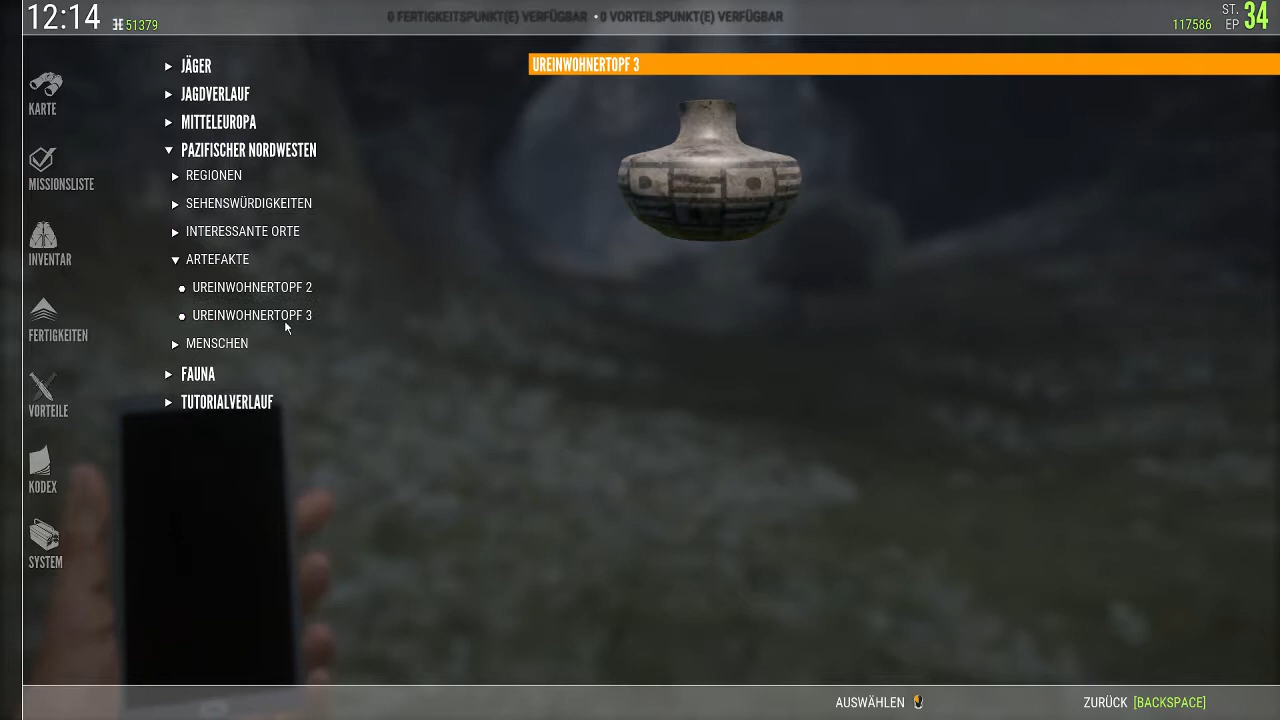 12:14 51379
0 FERTIGKEITSPUNKT(E) VERFÜGBAR • 0 VORTEILSPUNKT(E) VERFÜGBAR
117586 ST. EP 34
KARTE
MISSIONSLISTE
INVENTAR
FERTIGKEITEN
VORTEILE
KODEX
SYSTEM
JÄGER
JAGDVERLAUF
MITTELEUROPA
PAZIFISCHER NORDWESTEN
REGIONEN
SEHENSWÜRDIGKEITEN
INTERESSANTE ORTE
ARTEFAKTE
UREINWOHNERTOPF 2
UREINWOHNERTOPF 3
MENSCHEN
FAUNA
TUTORIALVERLAUF
UREINWOHNERTOPF 3
AUSWÄHLEN
ZURÜCK [BACKSPACE]